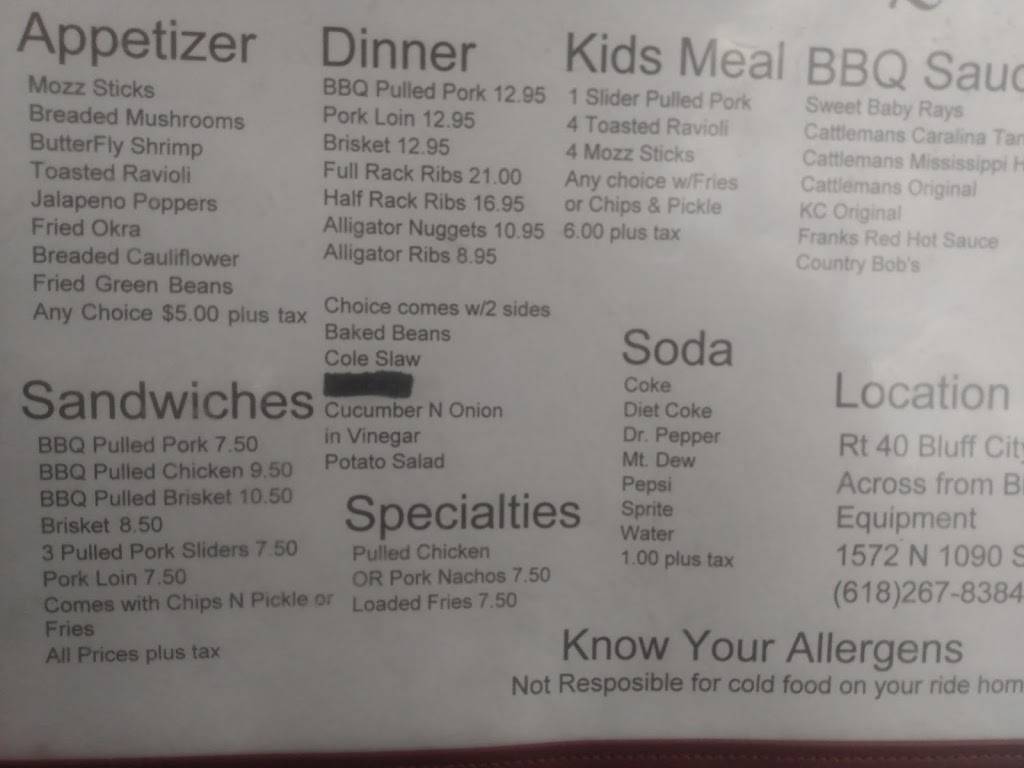 Appetizer
Mozz Sticks
Breaded Mushrooms
ButterFly Shrimp
Toasted Ravioli
Jalapeno Poppers
Fried Okra
Breaded Cauliflower
Fried Green Beans
Any Choice $5.00 plus tax
Sandwiches
BBQ Pulled Pork 7.50
BBQ Pulled Chicken 9.50
BBQ Pulled Brisket 10.50
Brisket 8.50
3 Pulled Pork Sliders 7.50
Pork Loin 7.50
Comes with Chips N Pickle or
Fries
All Prices plus tax
Dinner
BBQ Pulled Pork 12.95
Pork Loin 12.95
Brisket 12.95
Full Rack Ribs 21.00
Half Rack Ribs 16.95
Alligator Nuggets 10.95
Alligator Ribs 8.95
Choice comes w/2 sides
Baked Beans
Cole Slaw
Cucumber N Onion
in Vinegar
Potato Salad
Specialties
Pulled Chicken
OR Pork Nachos 7.50
Loaded Fries 7.50
Kids Meal
1 Slider Pulled Pork
4 Toasted Ravioli
4 Mozz Sticks
Any choice w/Fries
or Chips & Pickle
6.00 plus tax
Soda
Coke
Diet Coke
Dr. Pepper
Mt. Dew
Pepsi
Sprite
Water
1.00 plus tax
BBQ
Sweet Baby Rays
Cattlemans Caralina
Cattlemans Mississippi
Cattlemans Original
KC Original
Franks Red Hot Sauce
Country Bob's
Location
Rt 40 Bluff City
Across from
Equipment
1572 N 1090
(618)267-8384
Know Your Allergens
Not Resposible for cold food on your ride hom